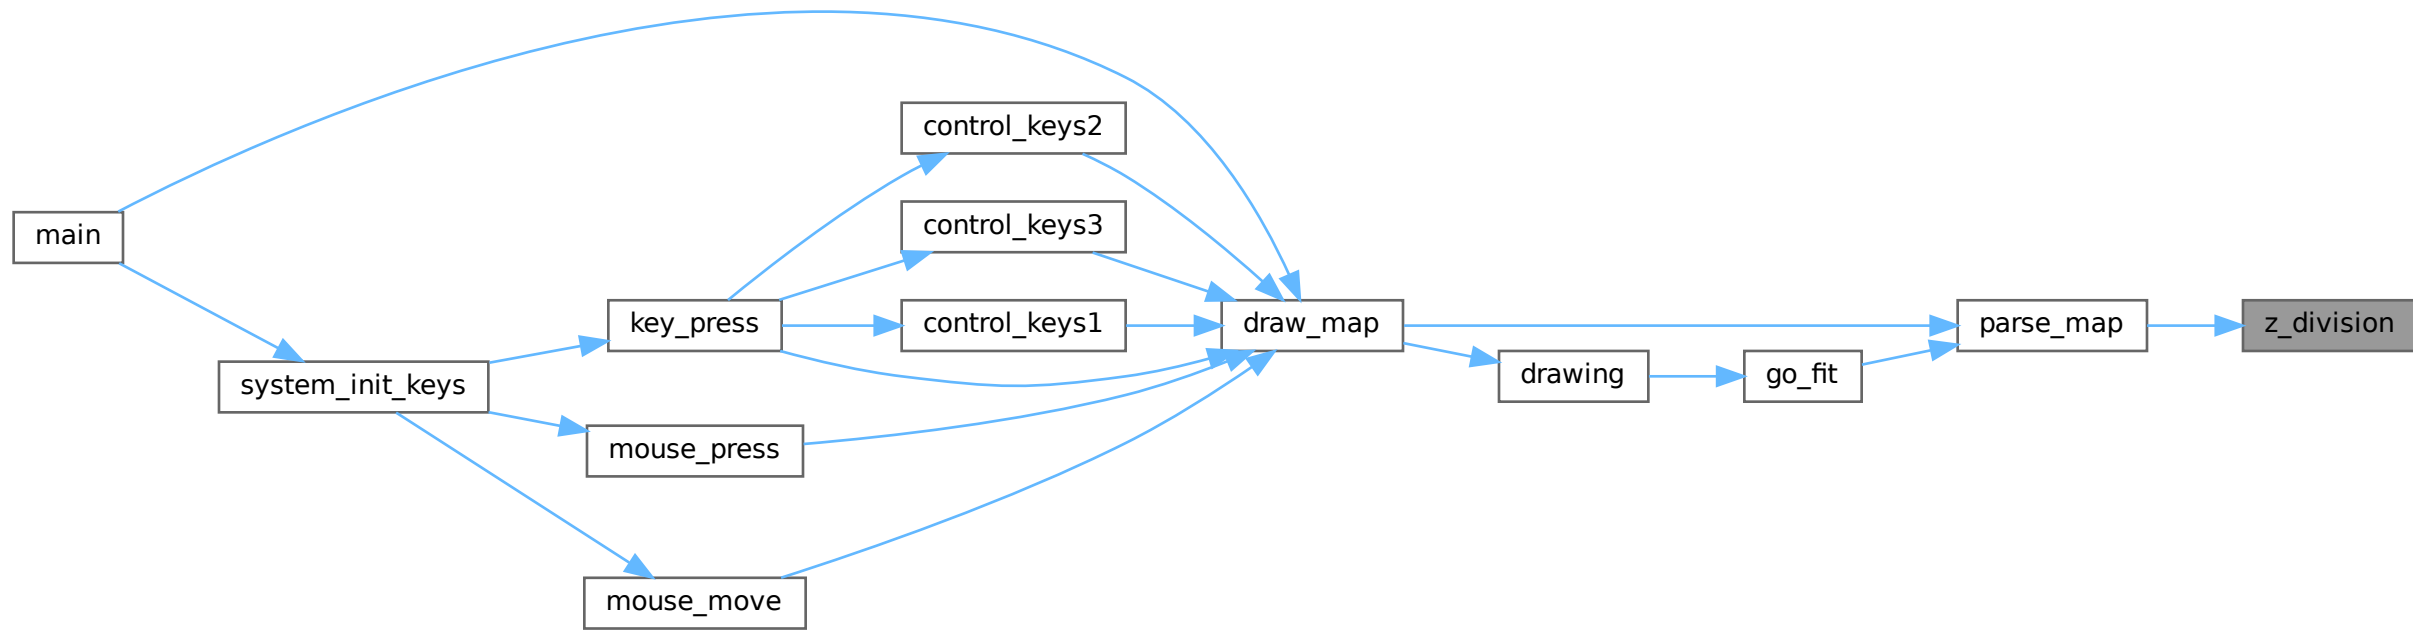 control_keys2
control_keys3
main
key_press
control_keys1
draw_map
parse_map
z_division
system_init_keys
drawing
go_fit
mouse_press
mouse_move